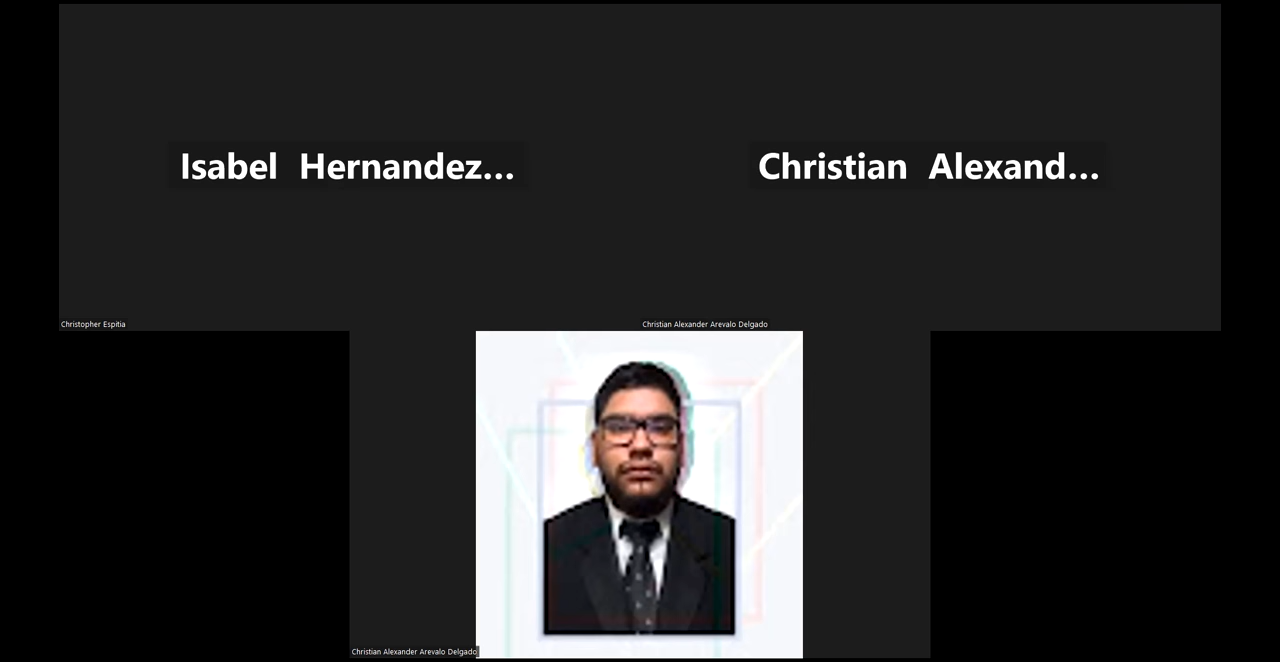 Isabel Hernandez...
Christian Alexand...
Christopher Espitia
Christian Alexander Arevalo Delgado
Christian Alexander Arevalo Delgado